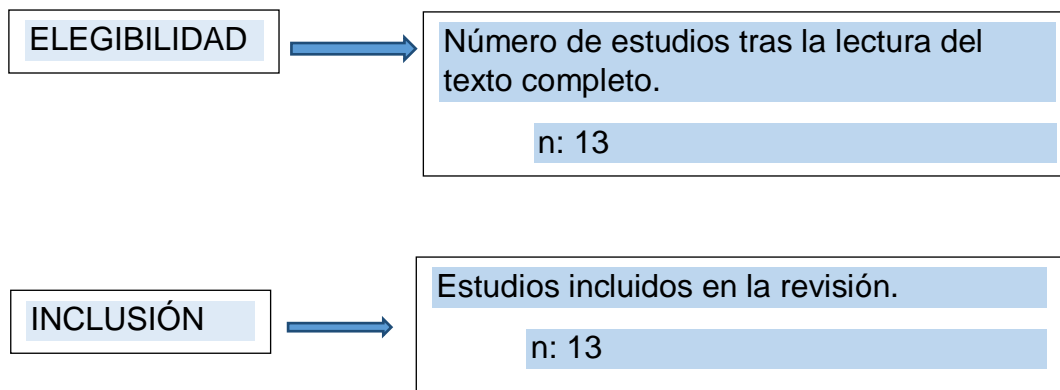 ELEGIBILIDAD
Número de estudios tras la lectura del
texto completo.
n: 13
INCLUSIÓN
Estudios incluidos en la revisión.
n: 13